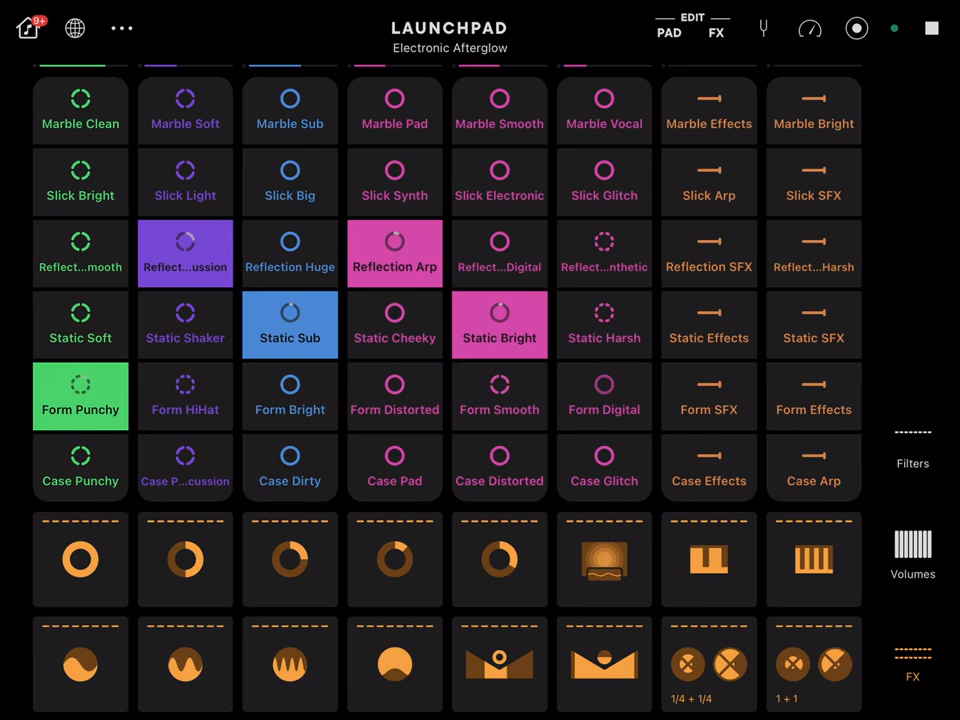 9+
LAUNCHPAD
Electronic Afterglow
EDIT
PAD FX
Marble Clean Marble Soft Marble Sub Marble Pad Marble Smooth Marble Vocal Marble Effects Marble Bright
Slick Bright Slick Light Slick Big Slick Synth Slick Electronic Slick Glitch Slick Arp Slick SFX
Reflect...mooth Reflect...ussion Reflection Huge Reflection Arp Reflect...Digital Reflect...nthetic Reflection SFX Reflect...Harsh
Static Soft Static Shaker Static Sub Static Cheeky Static Bright Static Harsh Static Effects Static SFX
Form Punchy Form HiHat Form Bright Form Distorted Form Smooth Form Digital Form SFX Form Effects
Case Punchy Case P...cussion Case Dirty Case Pad Case Distorted Case Glitch Case Effects Case Arp
Filters
Volumes
FX
1/4 + 1/4 1 + 1